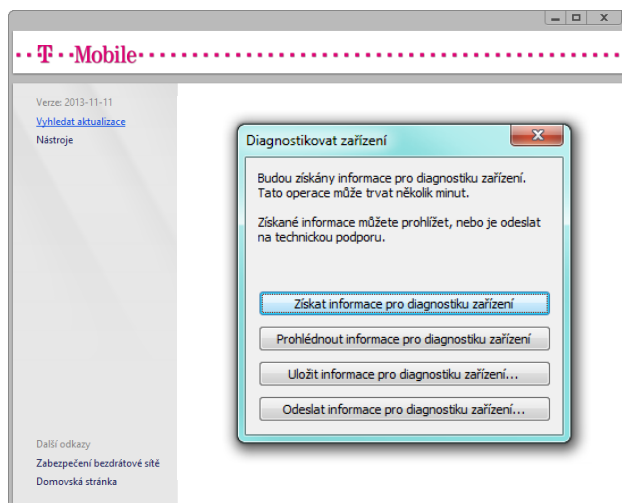 T··Mobile
Verze: 2013-11-11
Vyhledat aktualizace
Nástroje
Diagnostikovat zařízení
Budou získány informace pro diagnostiku zařízení.
Tato operace může trvat několik minut.
Získané informace můžete prohlížet, nebo je odeslat
na technickou podporu.
Získat informace pro diagnostiku zařízení
Prohlédnout informace pro diagnostiku zařízení
Uložit informace pro diagnostiku zařízení...
Odeslat informace pro diagnostiku zařízení...
Další odkazy
Zabezpečení bezdrátové sítě
Domovská stránka